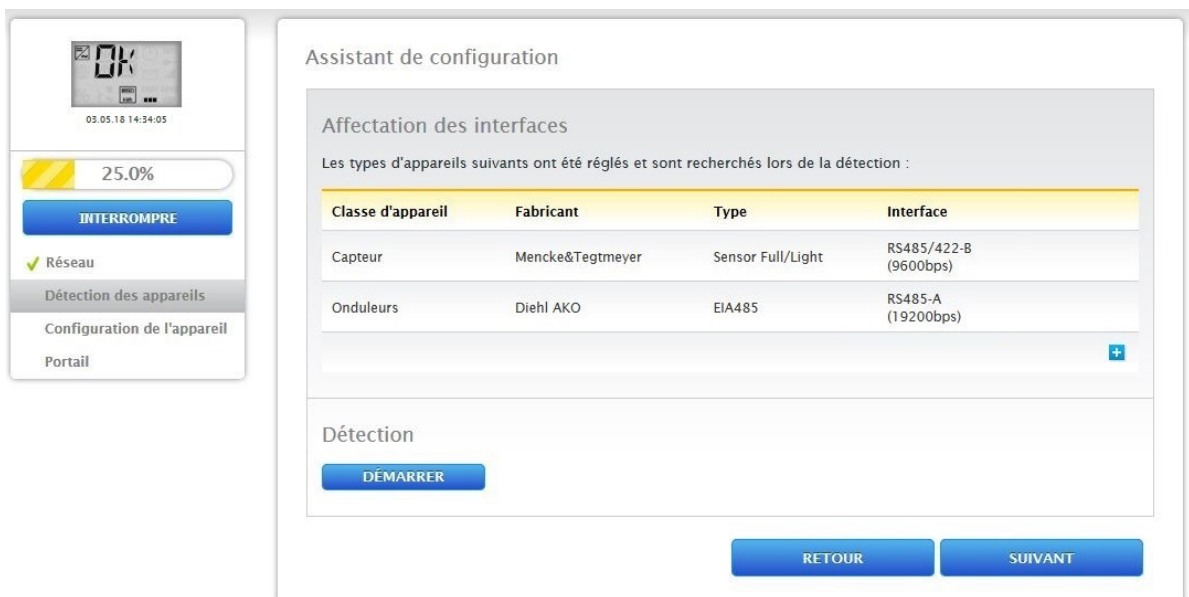 OK
03.05.18 14:34:05
25.0%
INTERROMPRE
Réseau
Détection des appareils
Configuration de l'appareil
Portail
Assistant de configuration
Affectation des interfaces
Les types d'appareils suivants ont été réglés et sont recherchés lors de la détection :
Classe d'appareil Fabricant Type Interface
Capteur Mencke&Tegtmeyer Sensor Full/Light RS485/422-B
(9600bps)
Onduleurs Diehl AKO EIA485 RS485-A
(19200bps)
Détection
DÉMARRER
RETOUR SUIVANT